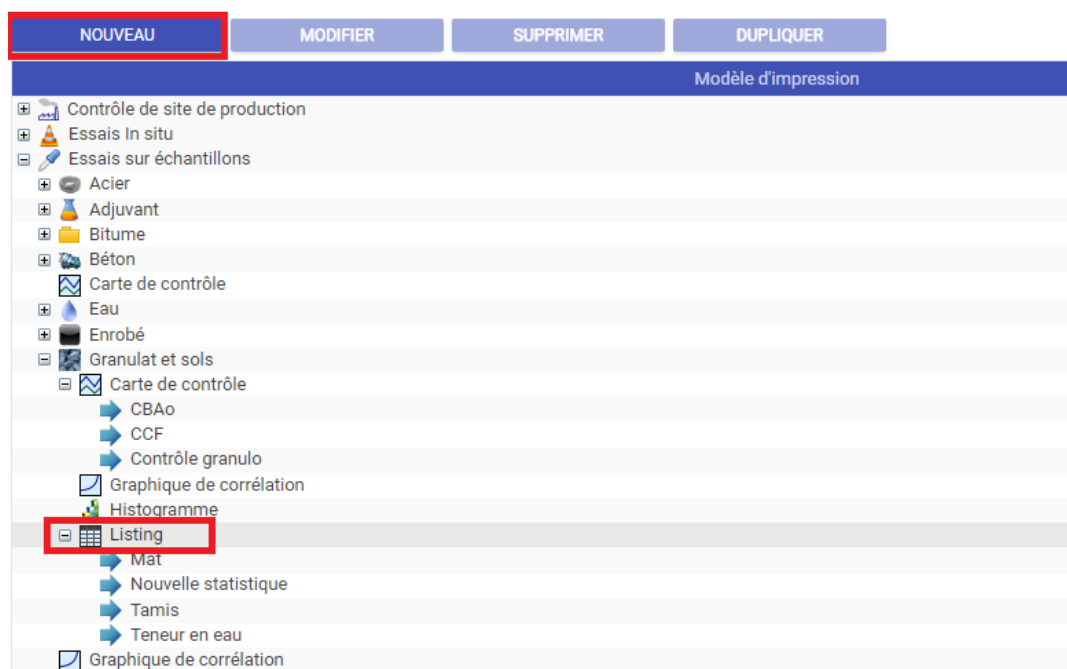 NOUVEAU MODIFIER SUPPRIMER DUPLIQUER
Modèle d'impression
Contrôle de site de production
Essais In situ
Essais sur échantillons
Acier
Adjuvant
Bitume
Béton
Carte de contrôle
Eau
Enrobé
Granulat et sols
Carte de contrôle
CBAo
CCF
Contrôle granulo
Graphique de corrélation
Histogramme
Listing
Mat
Nouvelle statistique
Tamis
Teneur en eau
Graphique de corrélation